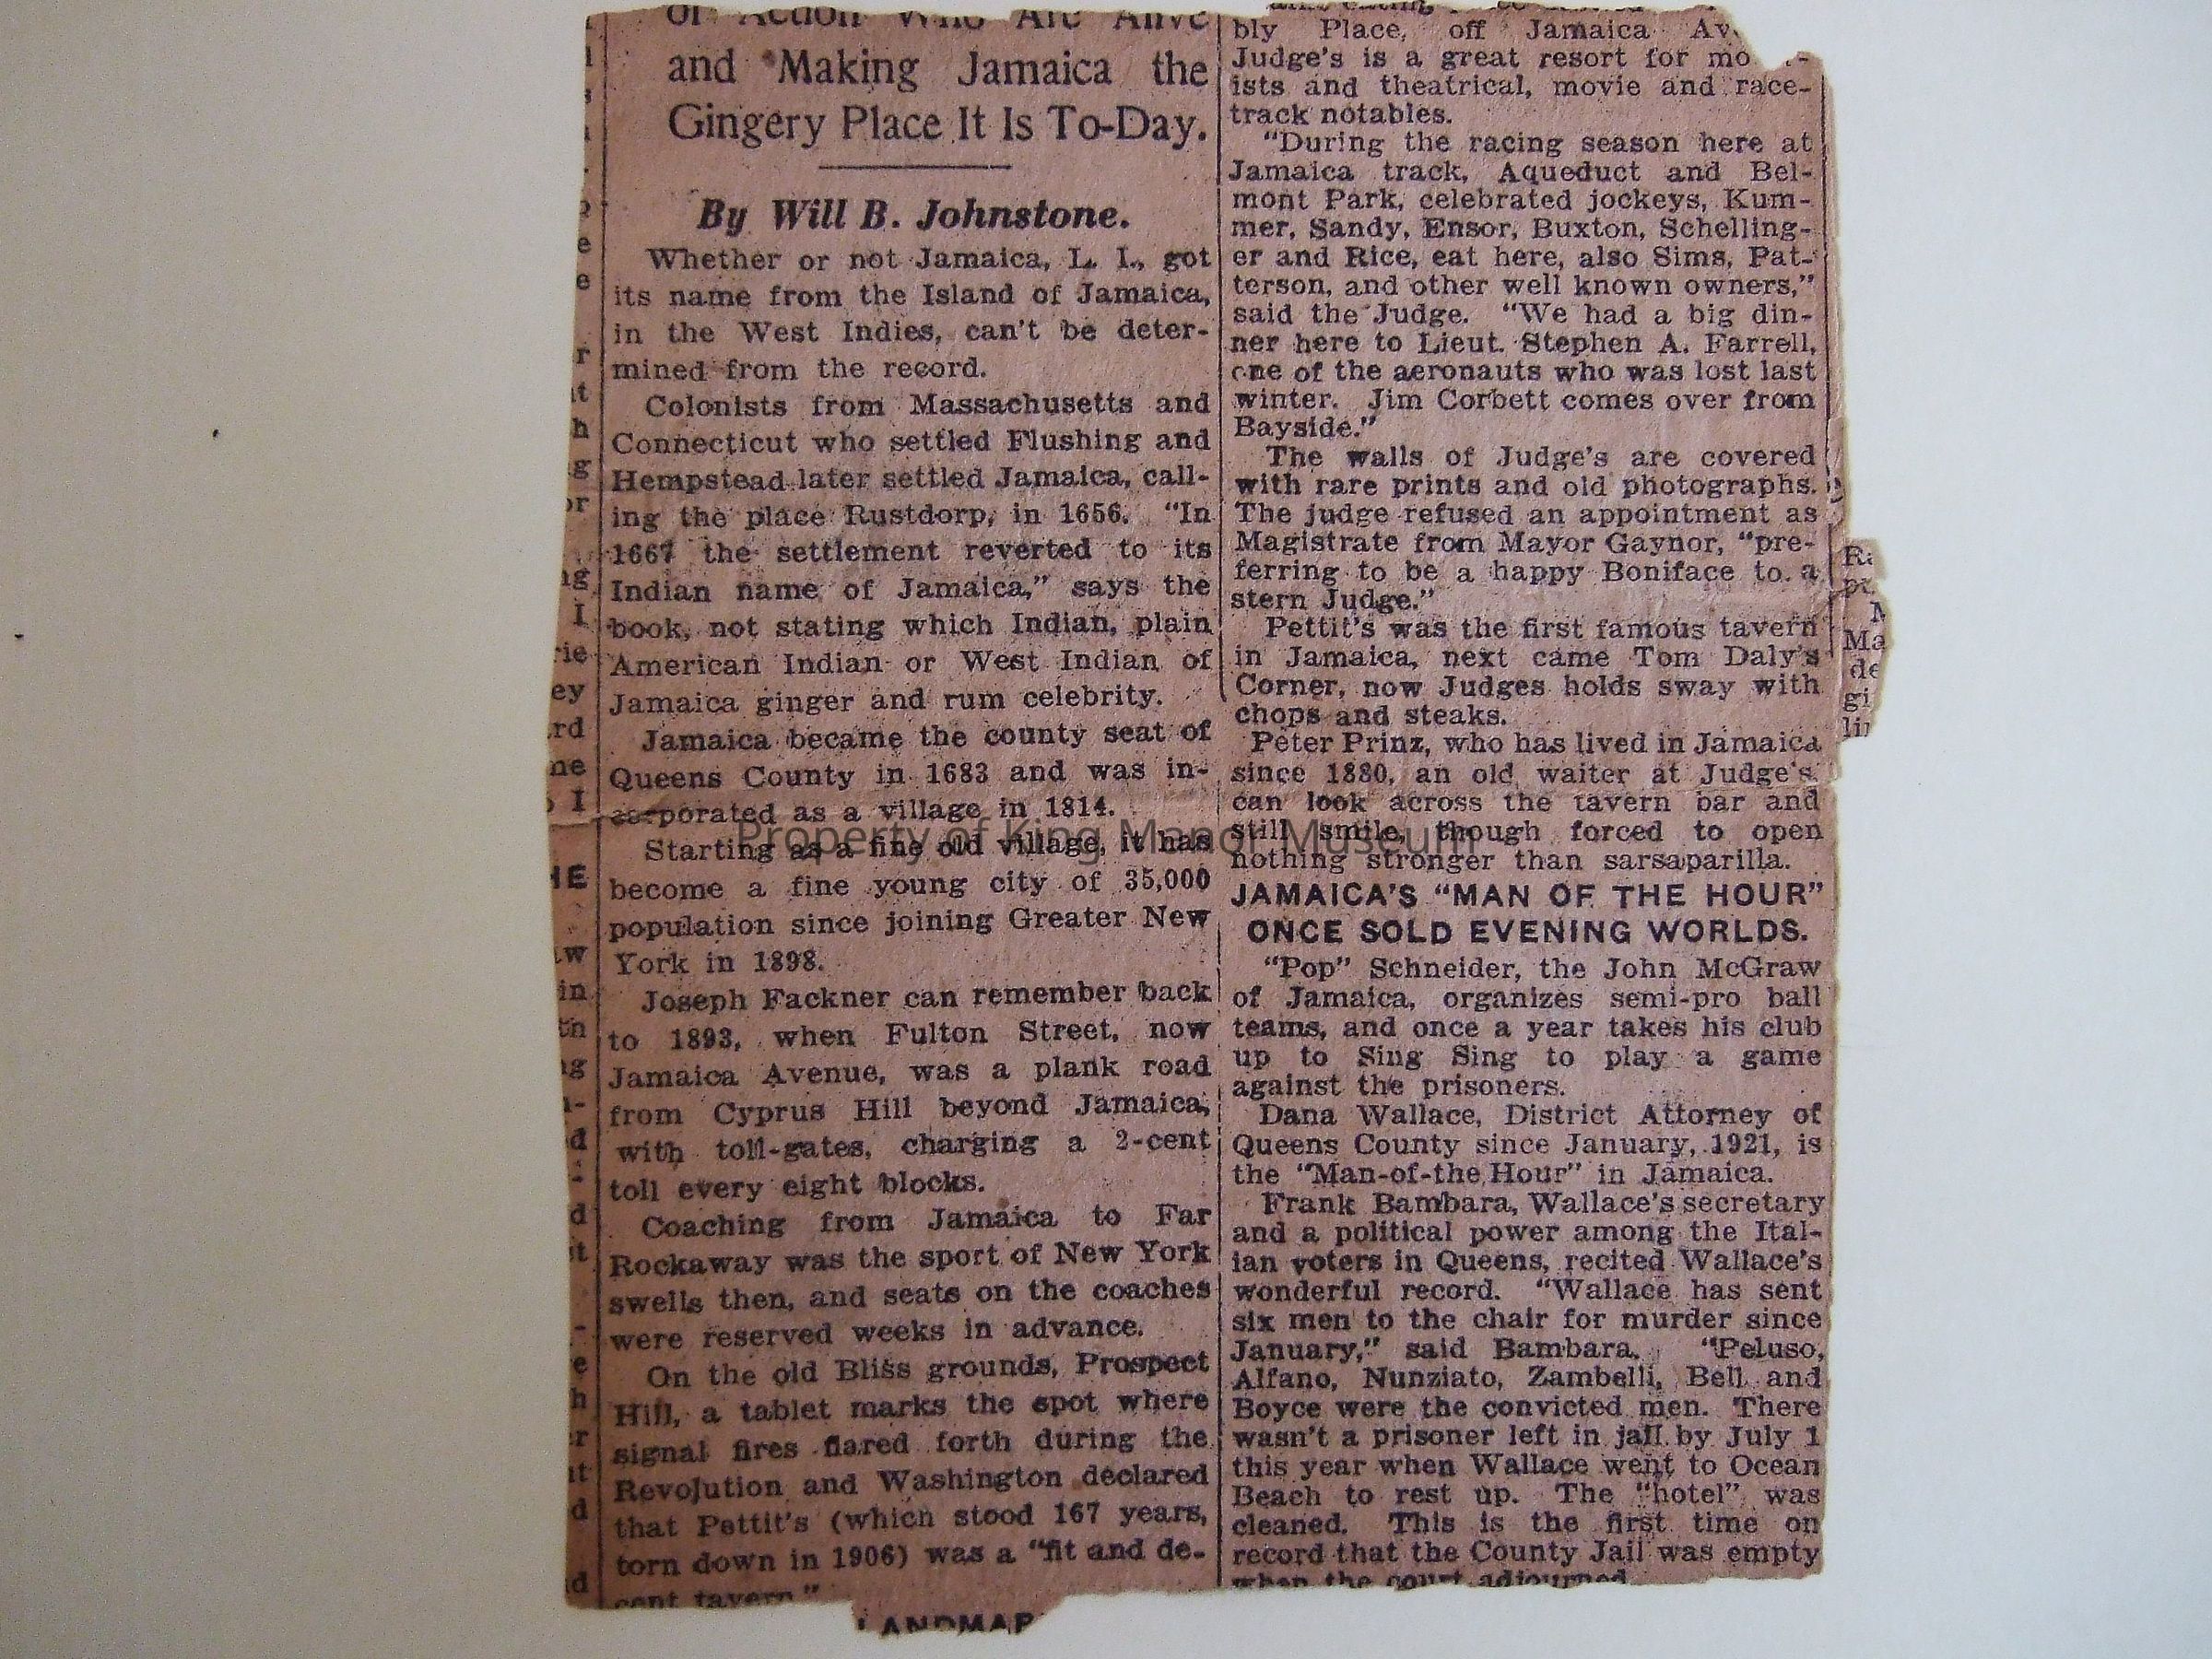 of Action Who Are Alive
and Making Jamaica the
Gingery Place It Is To-Day.
By Will B. Johnstone.
Whether or not Jamaica, L. I., got
its name from the Island of Jamaica,
in the West Indies, can't be deter-
mined from the record.
Colonists from Massachusetts and
Connecticut who settled Flushing and
Hempstead later settled Jamaica, call-
ing the place Rustdorp, in 1656. "In
1667 the settlement reverted to its
Indian name of Jamaica," says the
book, not stating which Indian, plain
American Indian or West Indian of
Jamaica ginger and rum celebrity.
Jamaica became the county seat of
Queens County in 1683 and was in-
corporated as a village in 1814.
Starting as a fine old village, it has
become a fine young city of 35,000
population since joining Greater New
York in 1898.
Joseph Fackner can remember back
to 1893, when Fulton Street, now
Jamaica Avenue, was a plank road
from Cyprus Hill beyond Jamaica,
with toll-gates, charging a 2-cent
toll every eight blocks.
Coaching from Jamaica to Far
Rockaway was the sport of New York
swells then, and seats on the coaches
were reserved weeks in advance.
On the old Bliss grounds, Prospect
Hill, a tablet marks the spot where
signal fires flared forth during the
Revolution and Washington declared
that Pettit's (which stood 167 years,
torn down in 1906) was a "fit and de-
cent tavern."
LANDMAR
bly Place, off Jamaica Av
Judge's is a great resort for mo
ists and theatrical, movie and race-
track notables.
"During the racing season here at
Jamaica track, Aqueduct and Bel-
mont Park, celebrated jockeys, Kum-
mer, Sandy, Ensor, Buxton, Schelling-
er and Rice, eat here, also Sims, Pat-
terson, and other well known owners,"
said the Judge. "We had a big din-
ner here to Lieut. Stephen A. Farrell,
one of the aeronauts who was lost last
winter. Jim Corbett comes over from
Bayside."
The walls of Judge's are covered
with rare prints and old photographs.
The judge refused an appointment as
Magistrate from Mayor Gaynor, "pre-
ferring to be a happy Boniface to a
stern Judge."
Pettit's was the first famous tavern
in Jamaica, next came Tom Daly's
Corner, now Judges holds sway with
chops and steaks.
Peter Prinz, who has lived in Jamaica
since 1880, an old waiter at Judge's
can look across the tavern bar and
still smile, though forced to open
nothing stronger than sarsaparilla.
JAMAICA'S "MAN OF THE HOUR"
ONCE SOLD EVENING WORLDS.
"Pop" Schneider, the John McGraw
of Jamaica, organizes semi-pro ball
teams, and once a year takes his club
up to Sing Sing to play a game
against the prisoners.
Dana Wallace, District Attorney of
Queens County since January, 1921, is
the "Man-of-the Hour" in Jamaica.
Frank Bambara, Wallace's secretary
and a political power among the Ital-
ian voters in Queens, recited Wallace's
wonderful record. "Wallace has sent
six men to the chair for murder since
January," said Bambara. "Peluso,
Alfano, Nunziato, Zambelli, Bell and
Boyce were the convicted men. There
wasn't a prisoner left in jail by July 1
this year when Wallace went to Ocean
Beach to rest up. The "hotel" was
cleaned. This is the first time on
record that the County Jail was empty
when the court adjourned.
Property of King Manor Museum